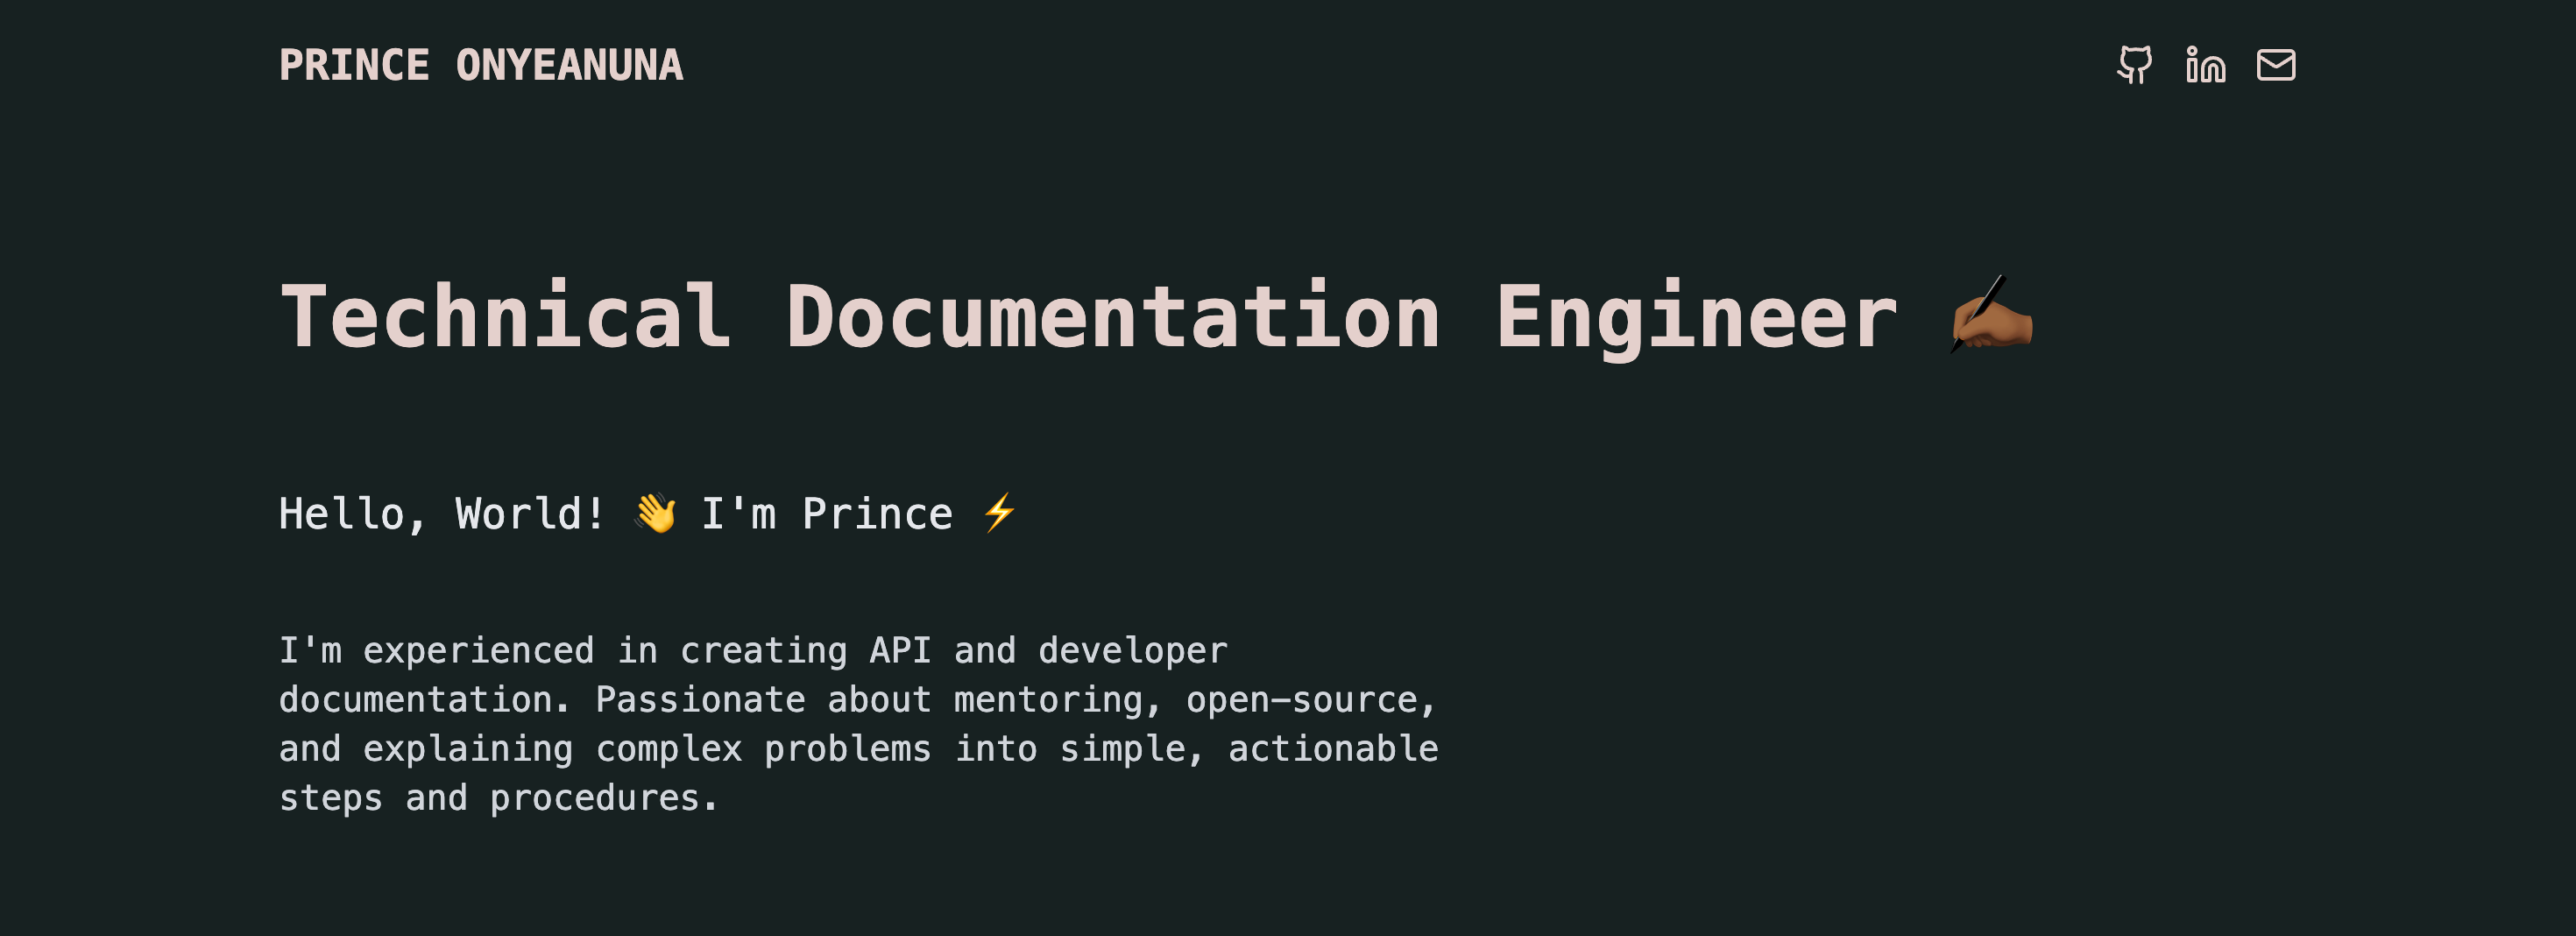 PRINCE ONYEANUNA
Technical Documentation Engineer ✍🏾
Hello, World! 👋 I'm Prince ⚡
I'm experienced in creating API and developer
documentation. Passionate about mentoring, open-source,
and explaining complex problems into simple, actionable
steps and procedures.